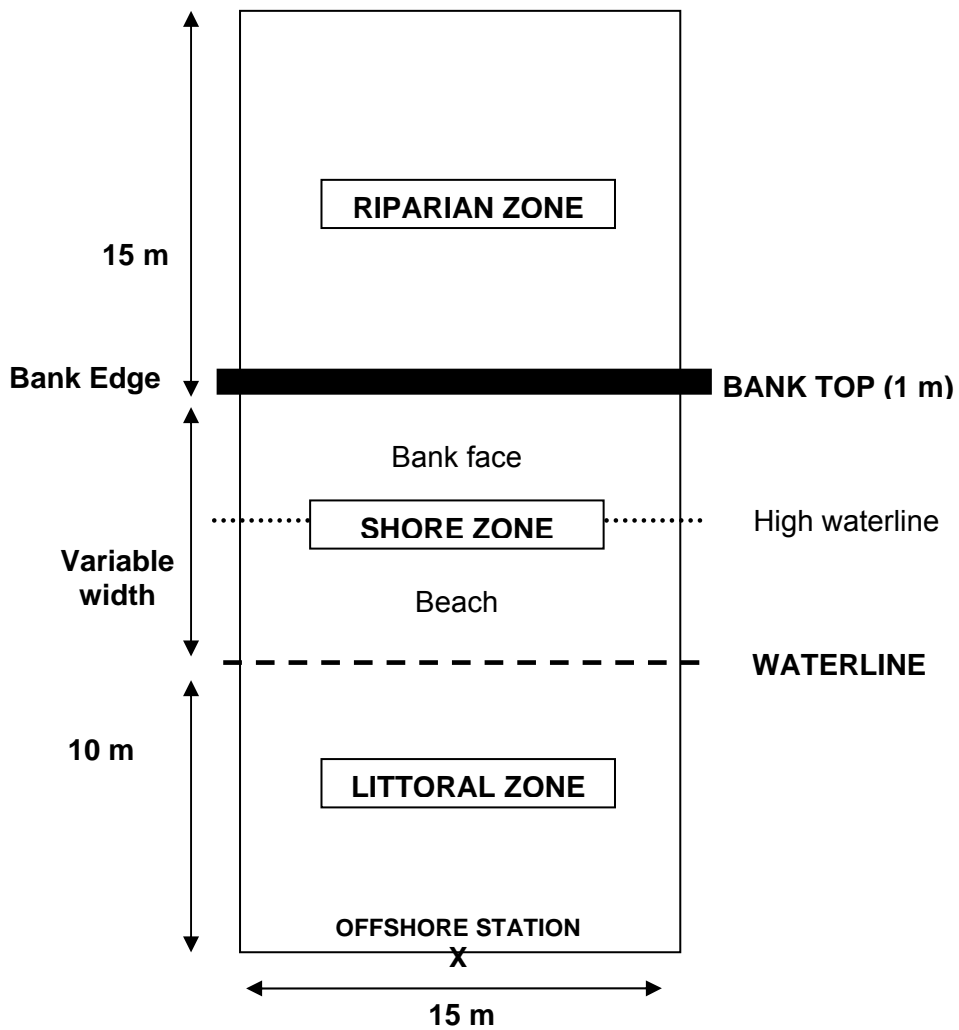 RIPARIAN ZONE
15 m
Bank Edge
BANK TOP (1 m)
Bank face
SHORE ZONE
High waterline
Variable
width
Beach
WATERLINE
10 m
LITTORAL ZONE
OFFSHORE STATION
X
15 m